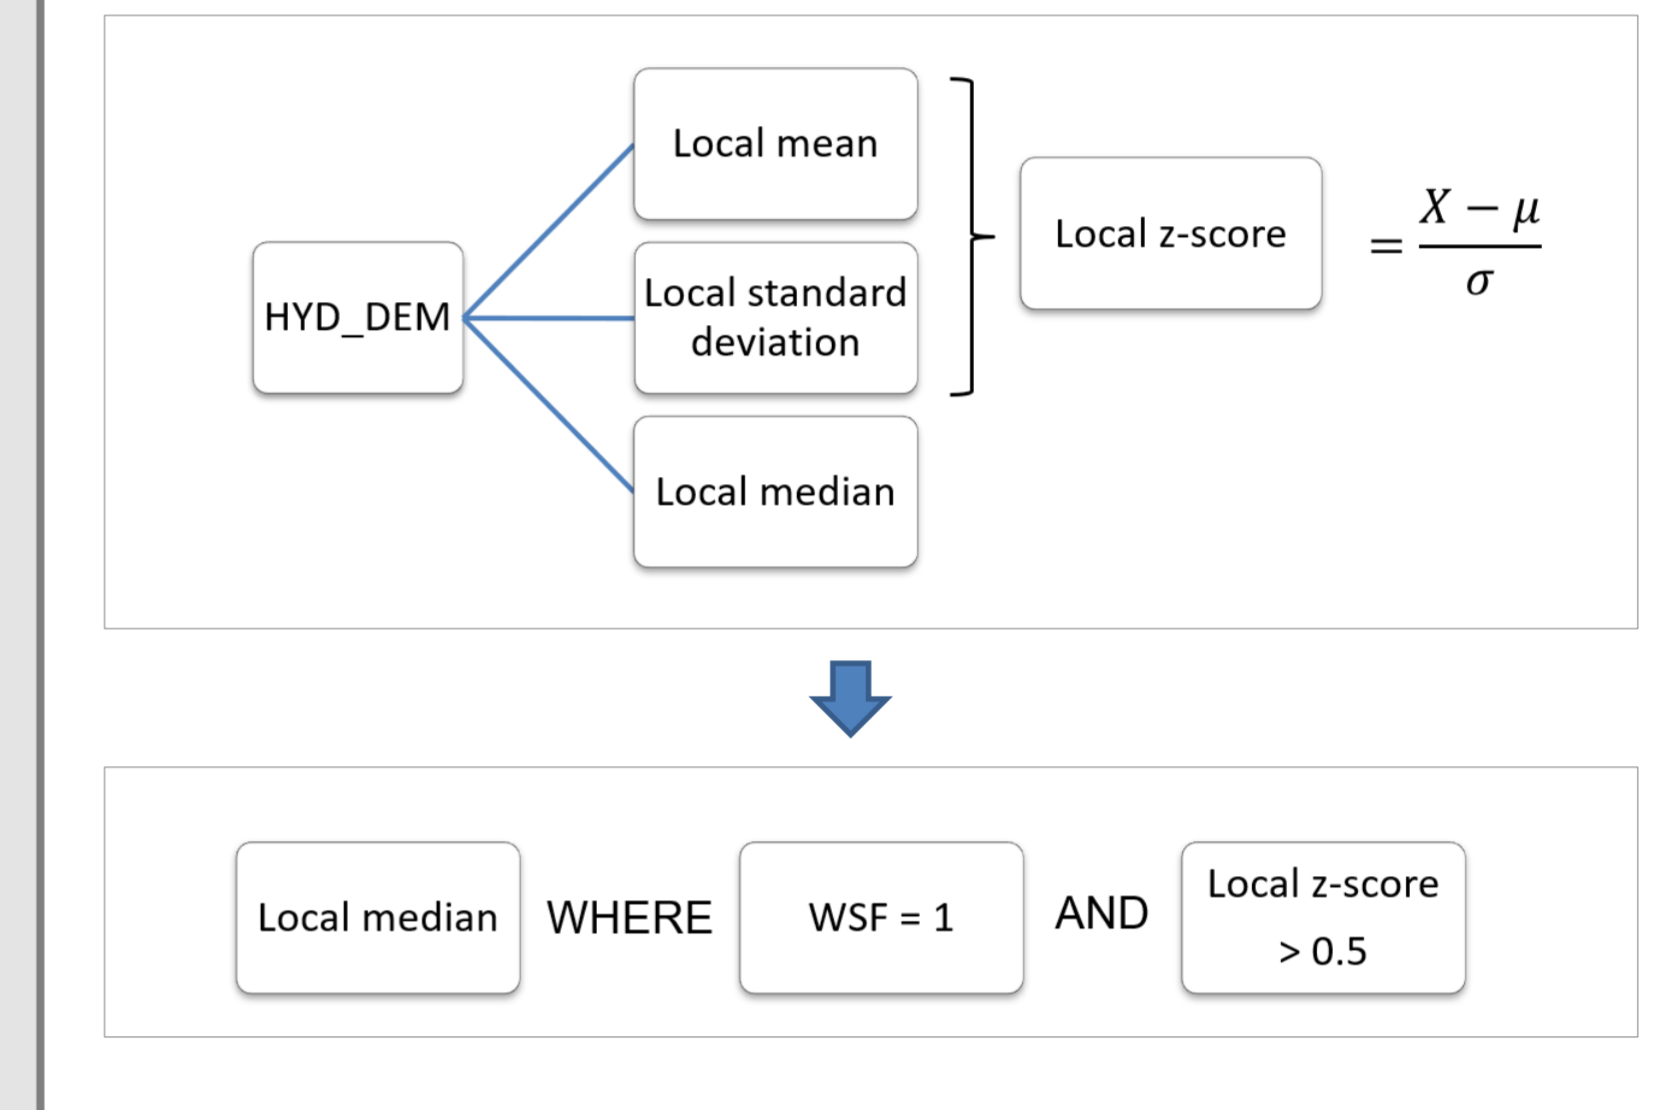 Local mean
HYD_DEM
Local standard
deviation
Local median
Local z-score
= X − μ
σ
Local median
WHERE
WSF = 1
AND
Local z-score
> 0.5